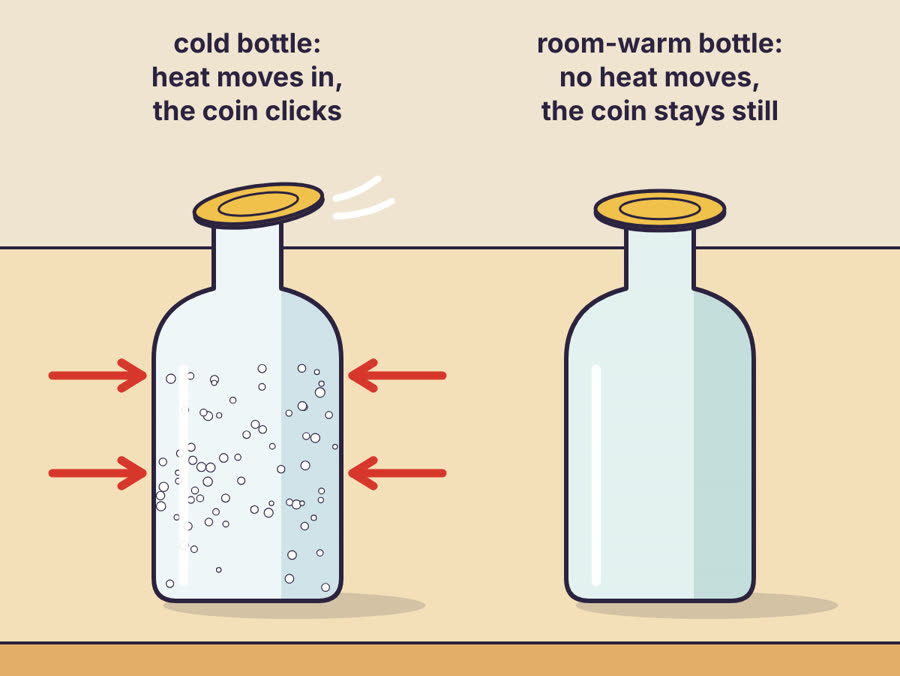 cold bottle:
heat moves in,
the coin clicks
room-warm bottle:
no heat moves,
the coin stays still